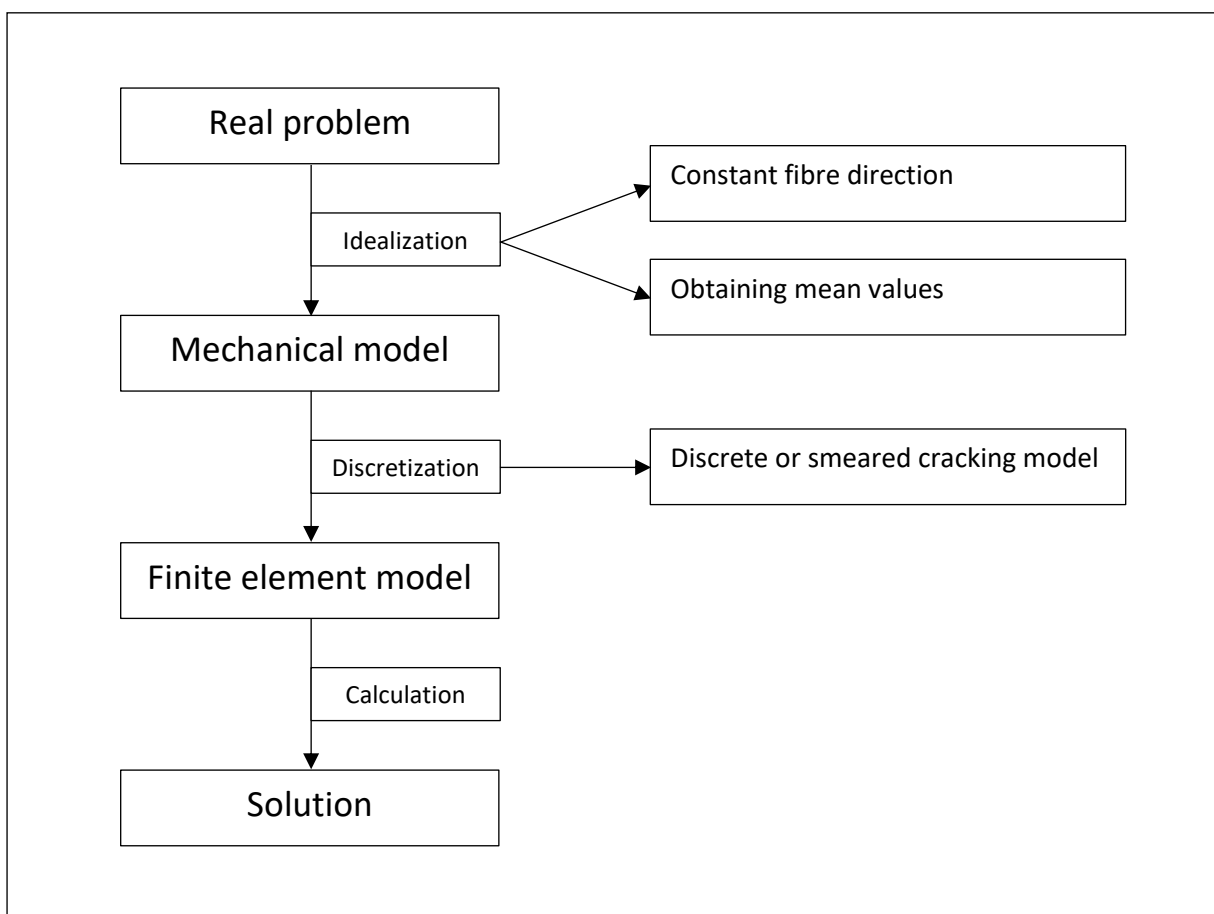 Real problem
Constant fibre direction
Idealization
Obtaining mean values
Mechanical model
Discretization
Discrete or smeared cracking model
Finite element model
Calculation
Solution